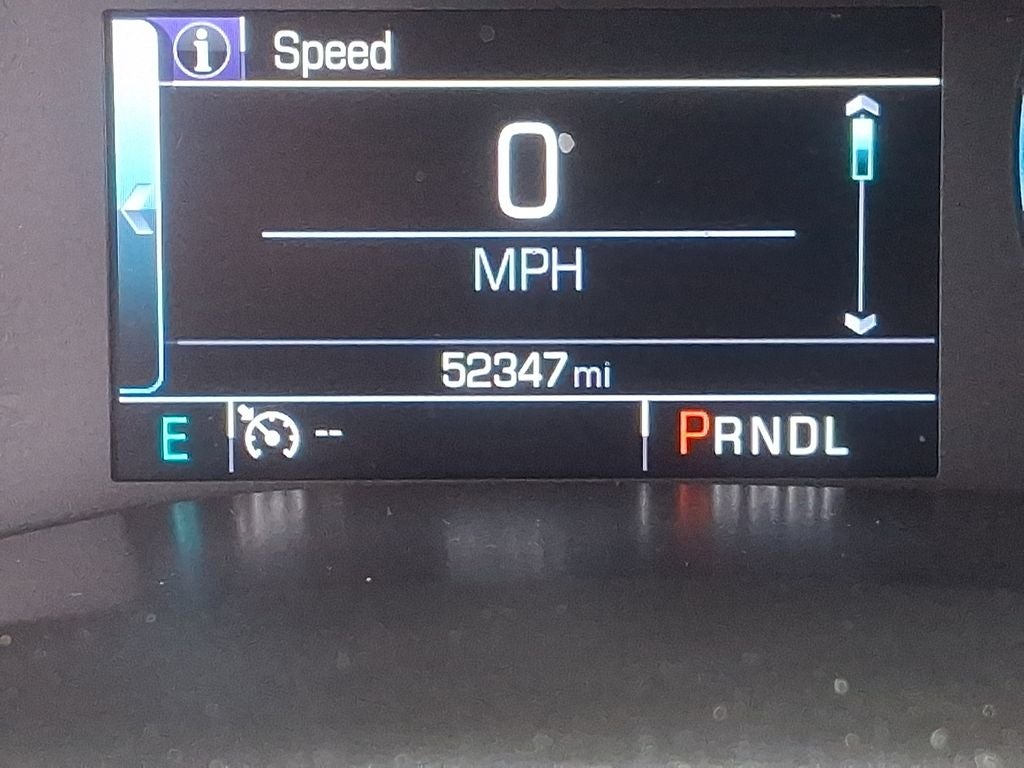 i Speed
0
MPH
52347 mi
E -- PRNDL